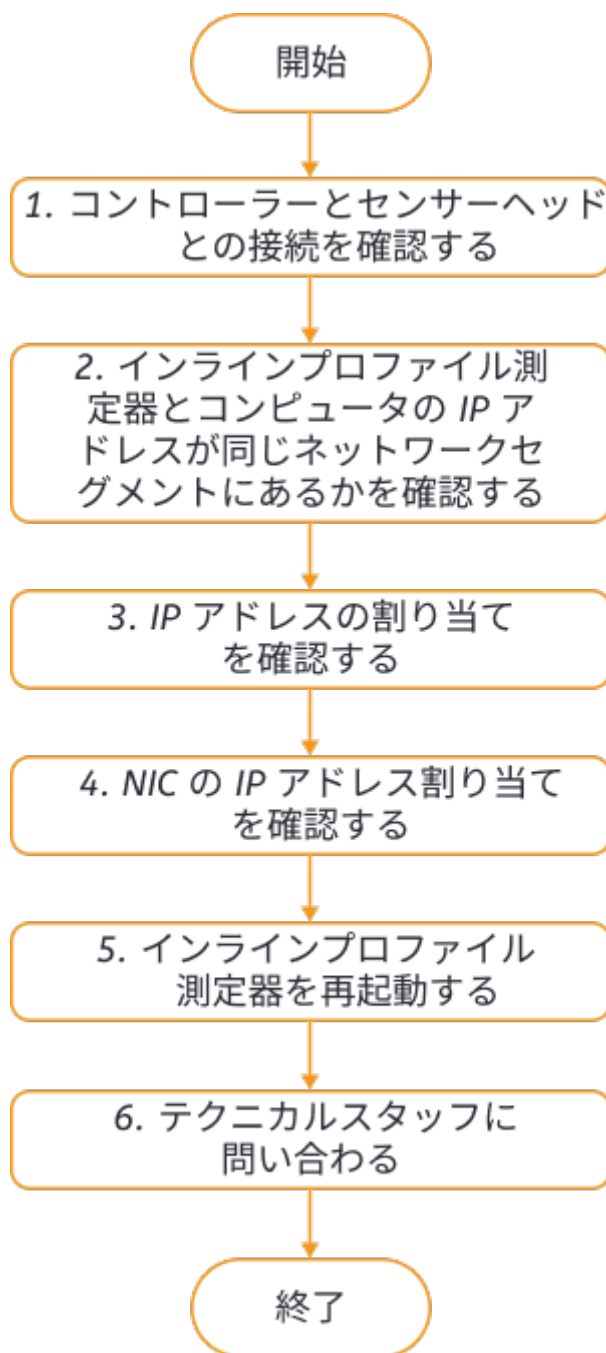 開始
1. コントローラーとセンサーヘッド
との接続を確認する
2. インラインプロファイル測
定器とコンピュータの IP ア
ドレスが同じネットワークセ
グメントにあるかを確認する
3. IP アドレスの割り当て
を確認する
4. NIC の IP アドレス割り当て
を確認する
5. インラインプロファイル
測定器を再起動する
6. テクニカルスタッフに
問い合わる
終了